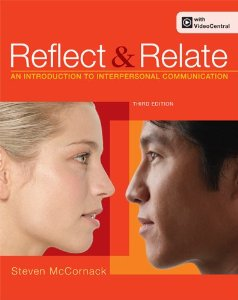 with
VideoCentral
Reflect & Relate
AN INTRODUCTION TO INTERPERSONAL COMMUNICATION
THIRD EDITION
Steven McCornack